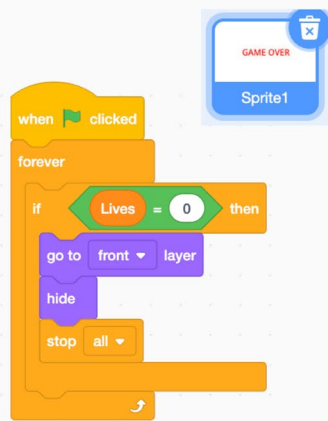 GAME OVER
Sprite1
when clicked
forever
if Lives = 0 then
go to front layer
hide
stop all